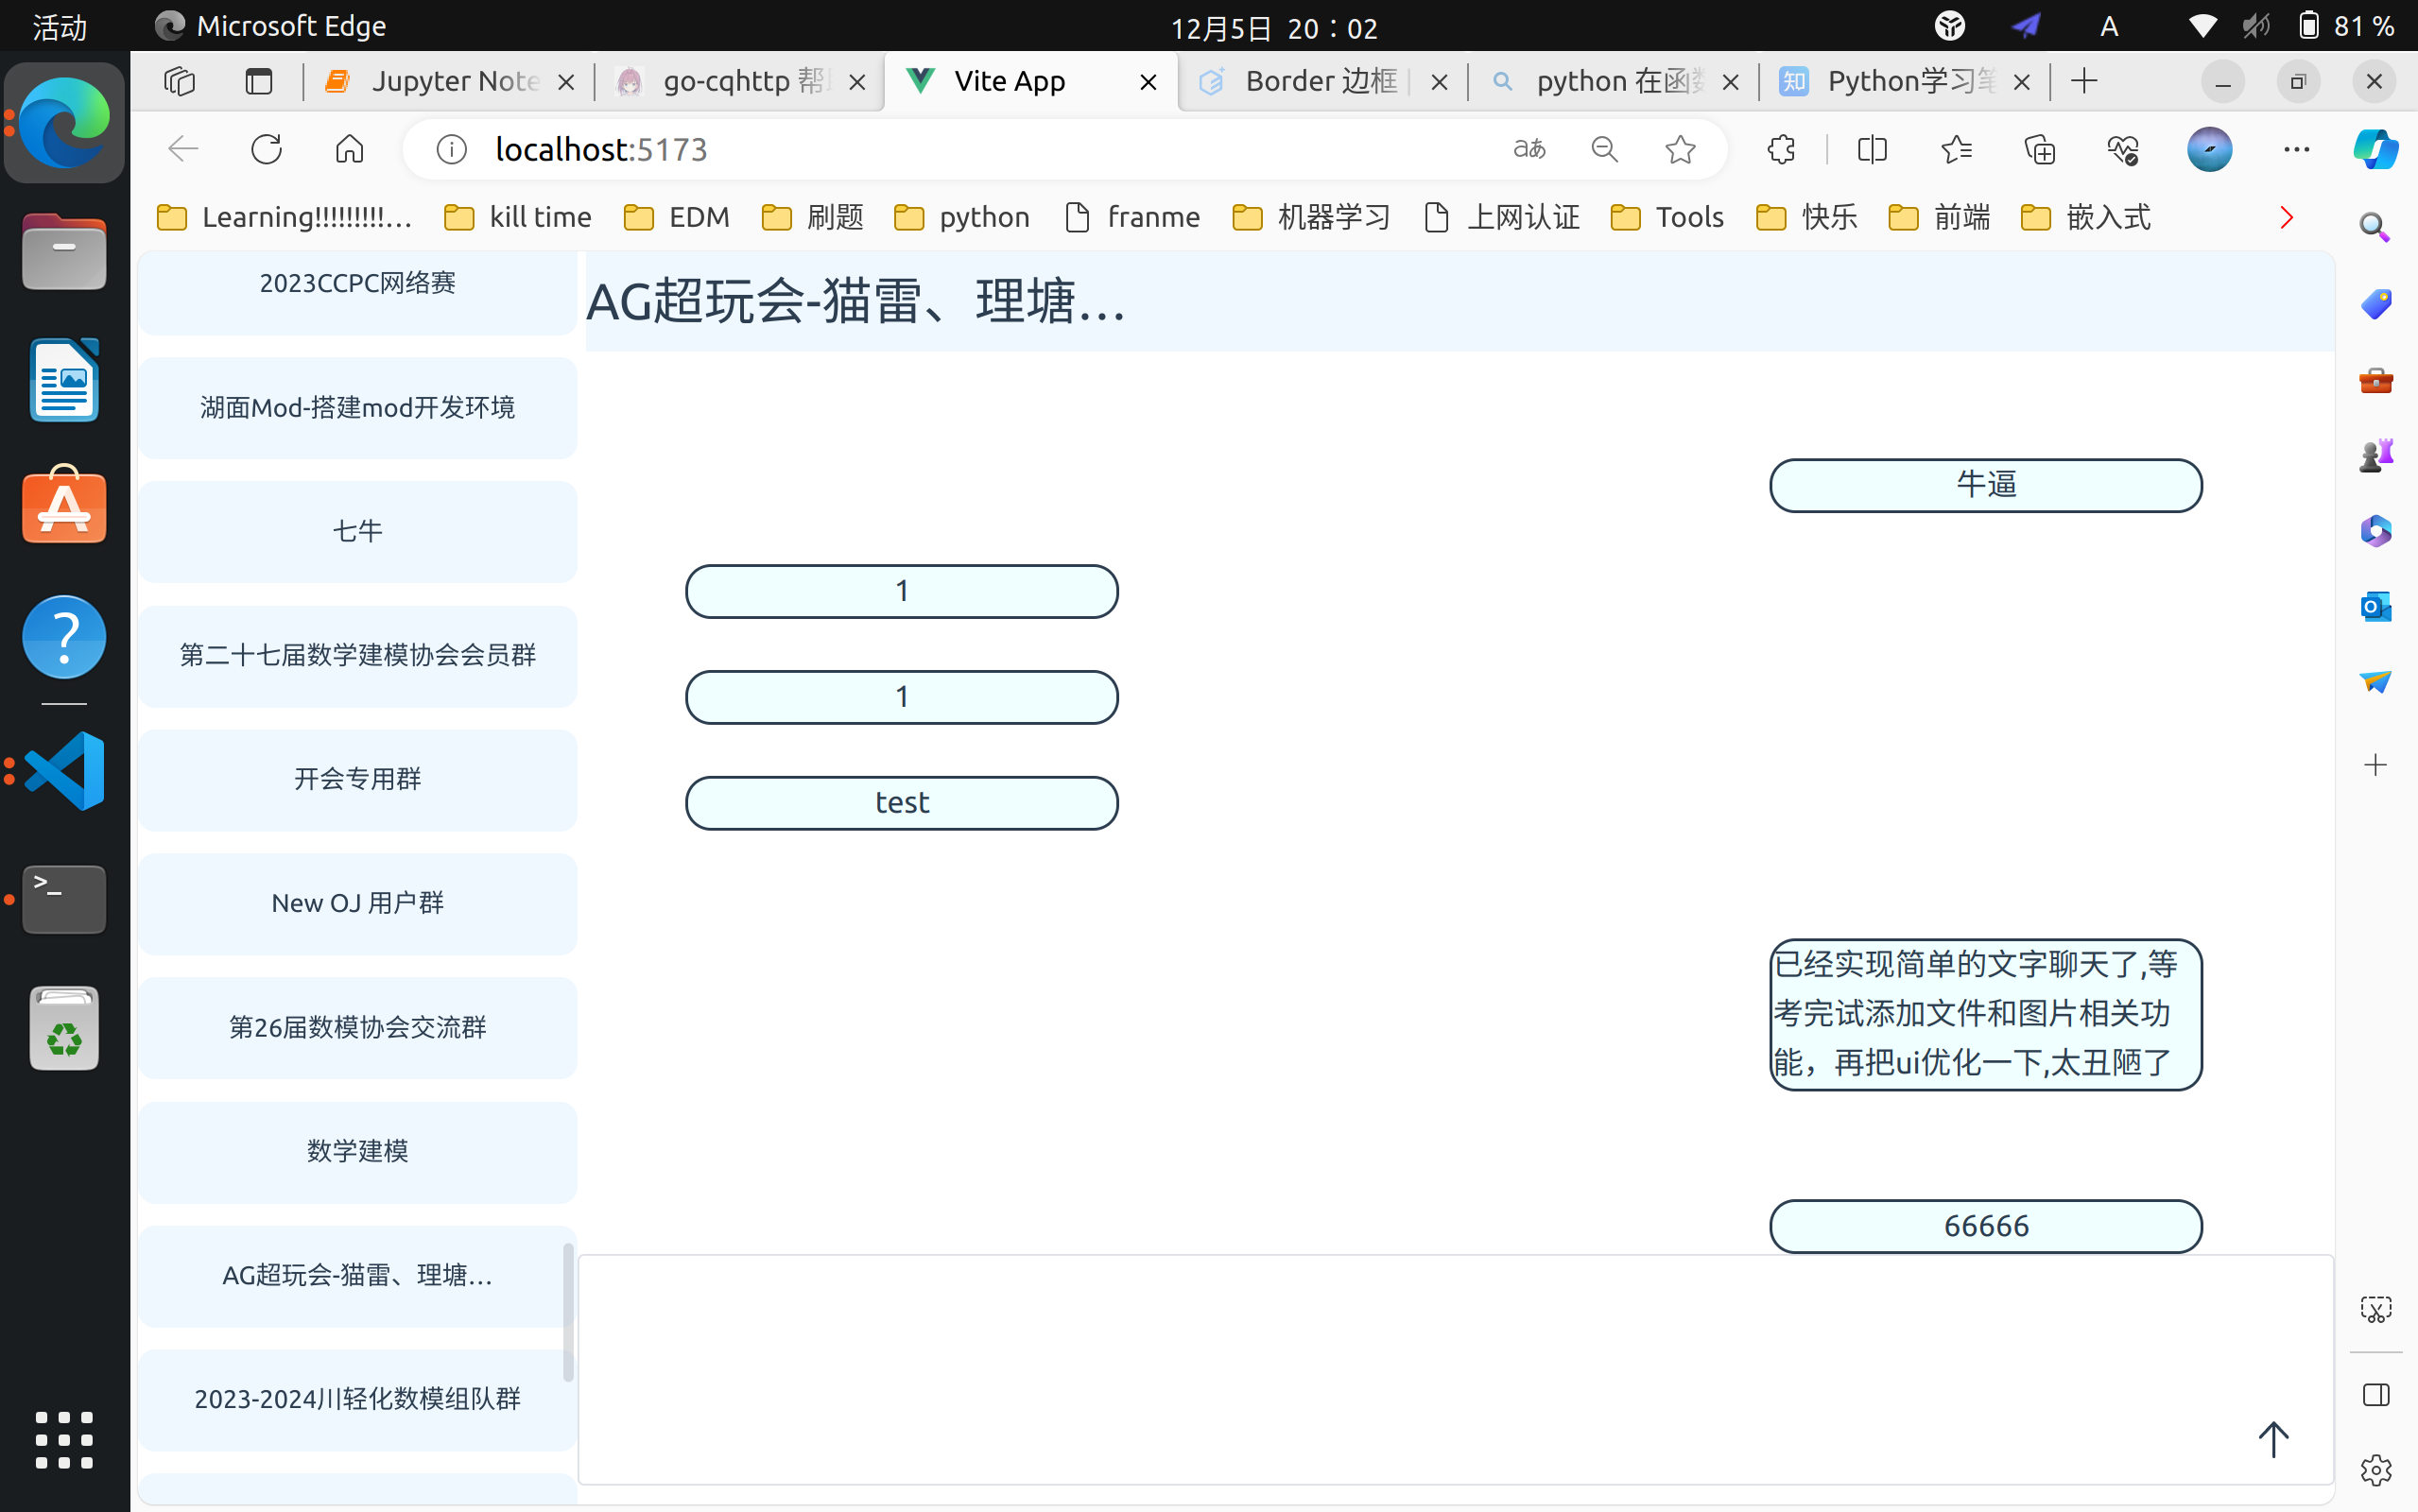 活动
Microsoft Edge
12月5日 20：02
A
81 %
Jupyter Note
go-cqhttp 帮
Vite App
Border 边框
python 在函
Python学习笔
localhost:5173
Learning!!!!!!!!!…
kill time
EDM
刷题
python
franme
机器学习
上网认证
Tools
快乐
前端
嵌入式
2023CCPC网络赛
湖面Mod-搭建mod开发环境
七牛
第二十七届数学建模协会会员群
开会专用群
New OJ 用户群
第26届数模协会交流群
数学建模
AG超玩会-猫雷、理塘…
2023-2024川轻化数模组队群
AG超玩会-猫雷、理塘…
牛逼
1
1
test
已经实现简单的文字聊天了,等
考完试添加文件和图片相关功
能，再把ui优化一下,太丑陋了
66666